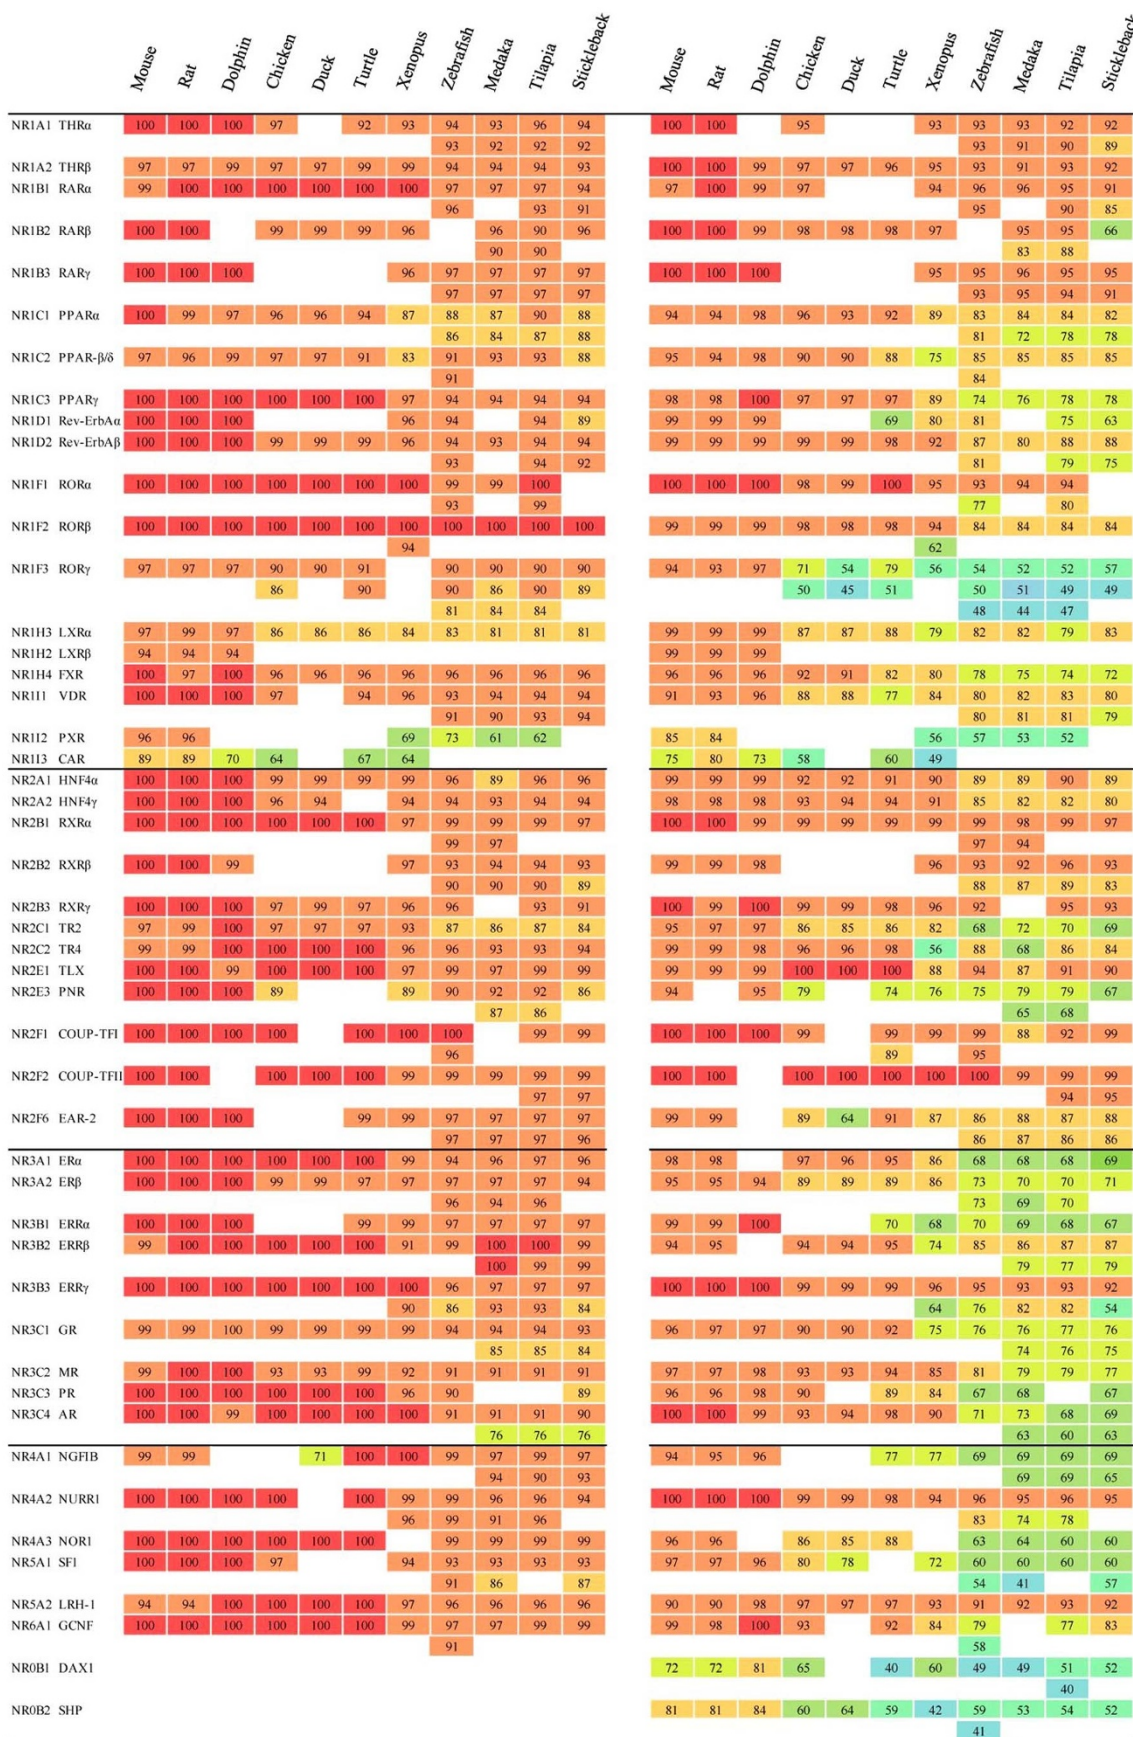 Mouse Rat Dolphin Chicken Duck Turtle Xenopus Zebrafish Medaka Tilapia Stickleback Mouse Rat Dolphin Chicken Duck Turtle Xenopus Zebrafish Medaka Tilapia Stickleback
NR1A1 THRα 100 100 100 97 92 93 94 93 96 94 100 100 95 93 93 93 92 92
93 92 92 92 93 91 90 89
NR1A2 THRβ 97 97 99 97 97 99 99 94 94 94 93 100 100 99 97 97 96 95 93 91 93 92
NR1B1 RARα 99 100 100 100 100 100 100 97 97 97 94 97 100 99 97 94 96 96 95 91
96 93 91 95 90 85
NR1B2 RARβ 100 100 99 99 99 96 96 90 96 100 100 99 98 98 98 97 95 95 66
90 90 83 88
NR1B3 RARγ 100 100 100 96 97 97 97 97 100 100 100 95 95 96 95 95
97 97 97 97 93 95 94 91
NR1C1 PPARα 100 99 97 96 96 94 87 88 87 90 88 94 94 98 96 93 92 89 83 84 84 82
86 84 87 88 81 72 78 78
NR1C2 PPAR-β/δ 97 96 99 97 97 91 83 91 93 93 88 95 94 98 90 90 88 75 85 85 85 85
91 84
NR1C3 PPARγ 100 100 100 100 100 100 97 94 94 94 94 98 98 100 97 97 97 89 74 76 78 78
NR1D1 Rev-ErbAα 100 100 100 96 94 94 89 99 99 99 69 80 81 75 63
NR1D2 Rev-ErbAβ 100 100 100 99 99 99 96 94 93 94 94 99 99 99 99 99 98 92 87 80 88 88
93 94 92 81 79 75
NR1F1 RORα 100 100 100 100 100 100 100 99 99 100 100 100 100 98 99 100 95 93 94 94
93 99 77 80
NR1F2 RORβ 100 100 100 100 100 100 100 100 100 100 100 99 99 99 98 98 98 94 84 84 84 84
94 62
NR1F3 RORγ 97 97 97 90 90 91 90 90 90 90 94 93 97 71 54 79 56 54 52 52 57
86 90 90 86 90 89 50 45 51 50 51 49 49
81 84 84 48 44 47
NR1H3 LXRα 97 99 97 86 86 86 84 83 81 81 81 99 99 99 87 87 88 79 82 82 79 83
NR1H2 LXRβ 94 94 94 99 99 99
NR1H4 FXR 100 97 100 96 96 96 96 96 96 96 96 96 96 96 92 91 82 80 78 75 74 72
NR1I1 VDR 100 100 100 97 94 96 93 94 94 94 91 93 96 88 88 77 84 80 82 83 80
91 90 93 94 80 81 81 79
NR1I2 PXR 96 96 69 73 61 62 85 84 56 57 53 52
NR1I3 CAR 89 89 70 64 67 64 75 80 73 58 60 49
NR2A1 HNF4α 100 100 100 99 99 99 99 96 89 96 96 99 99 99 92 92 91 90 89 89 90 89
NR2A2 HNF4γ 100 100 100 96 94 94 94 93 94 94 98 98 98 93 94 94 91 85 82 82 80
NR2B1 RXRα 100 100 100 100 100 100 97 99 99 99 97 100 100 99 99 99 99 99 99 98 99 97
99 97 97 94
NR2B2 RXRβ 100 100 99 97 93 94 94 93 99 99 98 96 93 92 96 93
90 90 90 89 88 87 89 83
NR2B3 RXRγ 100 100 100 97 99 97 96 96 93 91 100 99 100 99 99 98 96 92 95 93
NR2C1 TR2 97 99 100 97 97 97 93 87 86 87 84 95 97 97 86 85 86 82 68 72 70 69
NR2C2 TR4 99 99 100 100 100 100 96 96 93 93 94 99 99 98 96 96 98 56 88 68 86 84
NR2E1 TLX 100 100 99 100 100 100 97 99 97 99 99 99 99 99 100 100 100 88 94 87 91 90
NR2E3 PNR 100 100 100 89 89 90 92 92 86 94 95 79 74 76 75 79 79 67
87 86 65 68
NR2F1 COUP-TFI 100 100 100 100 100 100 100 99 99 100 100 100 99 99 99 99 88 92 99
96 89 95
NR2F2 COUP-TFII 100 100 100 100 100 99 99 99 99 99 100 100 100 100 100 100 100 99 99 99
97 97 94 95
NR2F6 EAR-2 100 100 100 99 99 97 97 97 97 99 99 89 64 91 87 86 88 87 88
97 97 97 96 86 87 86 86
NR3A1 ERα 100 100 100 100 100 100 99 94 96 97 96 98 98 97 96 95 86 68 68 68 69
NR3A2 ERβ 100 100 100 99 99 97 97 97 97 97 94 95 95 94 89 89 89 86 73 70 70 71
96 94 96 73 69 70
NR3B1 ERRα 100 100 100 99 99 97 97 97 97 99 99 100 70 68 70 69 68 67
NR3B2 ERRβ 99 100 100 100 100 100 91 99 100 100 99 94 95 94 94 95 74 85 86 87 87
100 99 99 79 77 79
NR3B3 ERRγ 100 100 100 100 100 100 100 96 97 97 97 100 100 100 99 99 99 96 95 93 93 92
90 86 93 93 84 64 76 82 82 54
NR3C1 GR 99 99 100 99 99 99 99 94 94 94 93 96 97 97 90 90 92 75 76 76 77 76
85 85 84 74 76 75
NR3C2 MR 99 100 100 93 93 99 92 91 91 91 91 97 97 98 93 93 94 85 81 79 79 77
NR3C3 PR 100 100 100 100 100 100 96 90 89 96 96 98 90 89 84 67 68 67
NR3C4 AR 100 100 99 100 100 100 100 91 91 91 90 100 100 99 93 94 98 90 71 73 68 69
76 76 76 63 60 63
NR4A1 NGFIB 99 99 71 100 100 99 97 99 97 94 95 96 77 77 69 69 69 69
94 90 93 69 69 65
NR4A2 NURR1 100 100 100 100 100 99 99 96 96 94 100 100 100 99 99 98 94 96 95 96 95
96 99 91 96 83 74 78
NR4A3 NOR1 100 100 100 100 100 100 99 99 99 99 96 96 86 85 88 63 64 60 60
NR5A1 SF1 100 100 100 97 94 93 93 93 93 97 97 96 80 78 72 60 60 60 60
91 86 87 54 41 57
NR5A2 LRH-1 94 94 100 100 100 100 97 96 96 96 96 90 90 98 97 97 97 93 91 92 93 92
NR6A1 GCNF 100 100 100 100 100 100 99 97 97 99 99 99 98 100 93 92 84 79 77 83
91 58
NR0B1 DAX1 72 72 81 65 40 60 49 49 51 52
40
NR0B2 SHP 81 81 84 60 64 59 42 59 53 54 52
41